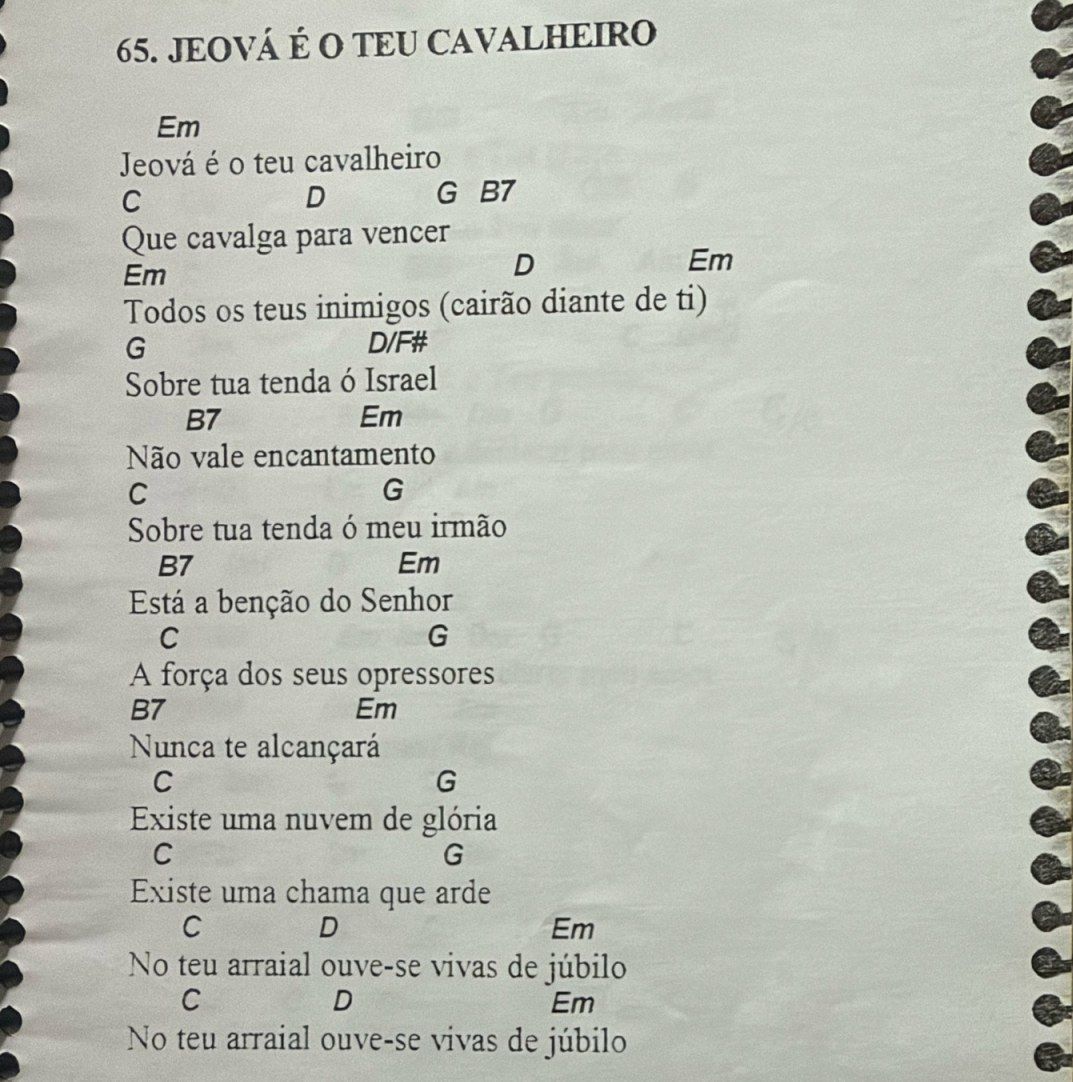 65. JEOVÁ É O TEU CAVALHEIRO
Em
Jeová é o teu cavalheiro
C D G B7
Que cavalga para vencer
Em D Em
Todos os teus inimigos (cairão diante de ti)
G D/F#
Sobre tua tenda ó Israel
B7 Em
Não vale encantamento
C G
Sobre tua tenda ó meu irmão
B7 Em
Está a benção do Senhor
C G
A força dos seus opressores
B7 Em
Nunca te alcançará
C G
Existe uma nuvem de glória
C G
Existe uma chama que arde
C D Em
No teu arraial ouve-se vivas de júbilo
C D Em
No teu arraial ouve-se vivas de júbilo